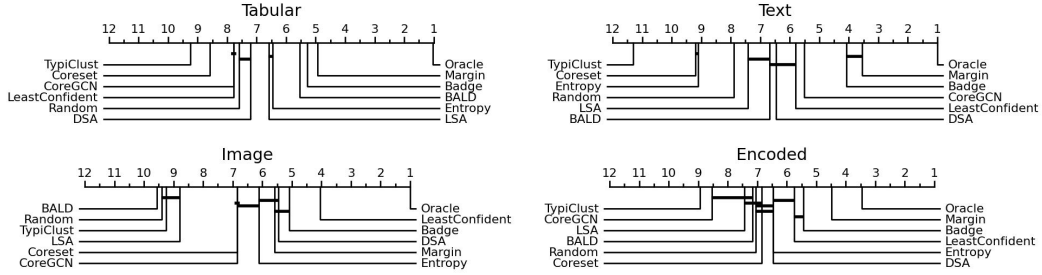 Tabular
12 11 10 9 8 7 6 5 4 3 2 1
TypiClust Oracle
Coreset Margin
CoreGCN Badge
LeastConfident BALD
Random Entropy
DSA LSA
Text
12 11 10 9 8 7 6 5 4 3 2 1
TypiClust Oracle
Coreset Margin
Entropy Badge
Random CoreGCN
LSA LeastConfident
BALD DSA
Image
12 11 10 9 8 7 6 5 4 3 2 1
BALD Oracle
Random LeastConfident
TypiClust Badge
LSA DSA
Coreset Margin
CoreGCN Entropy
Encoded
12 11 10 9 8 7 6 5 4 3 2 1
TypiClust Oracle
CoreGCN Margin
LSA Badge
BALD LeastConfident
Random Entropy
Coreset DSA